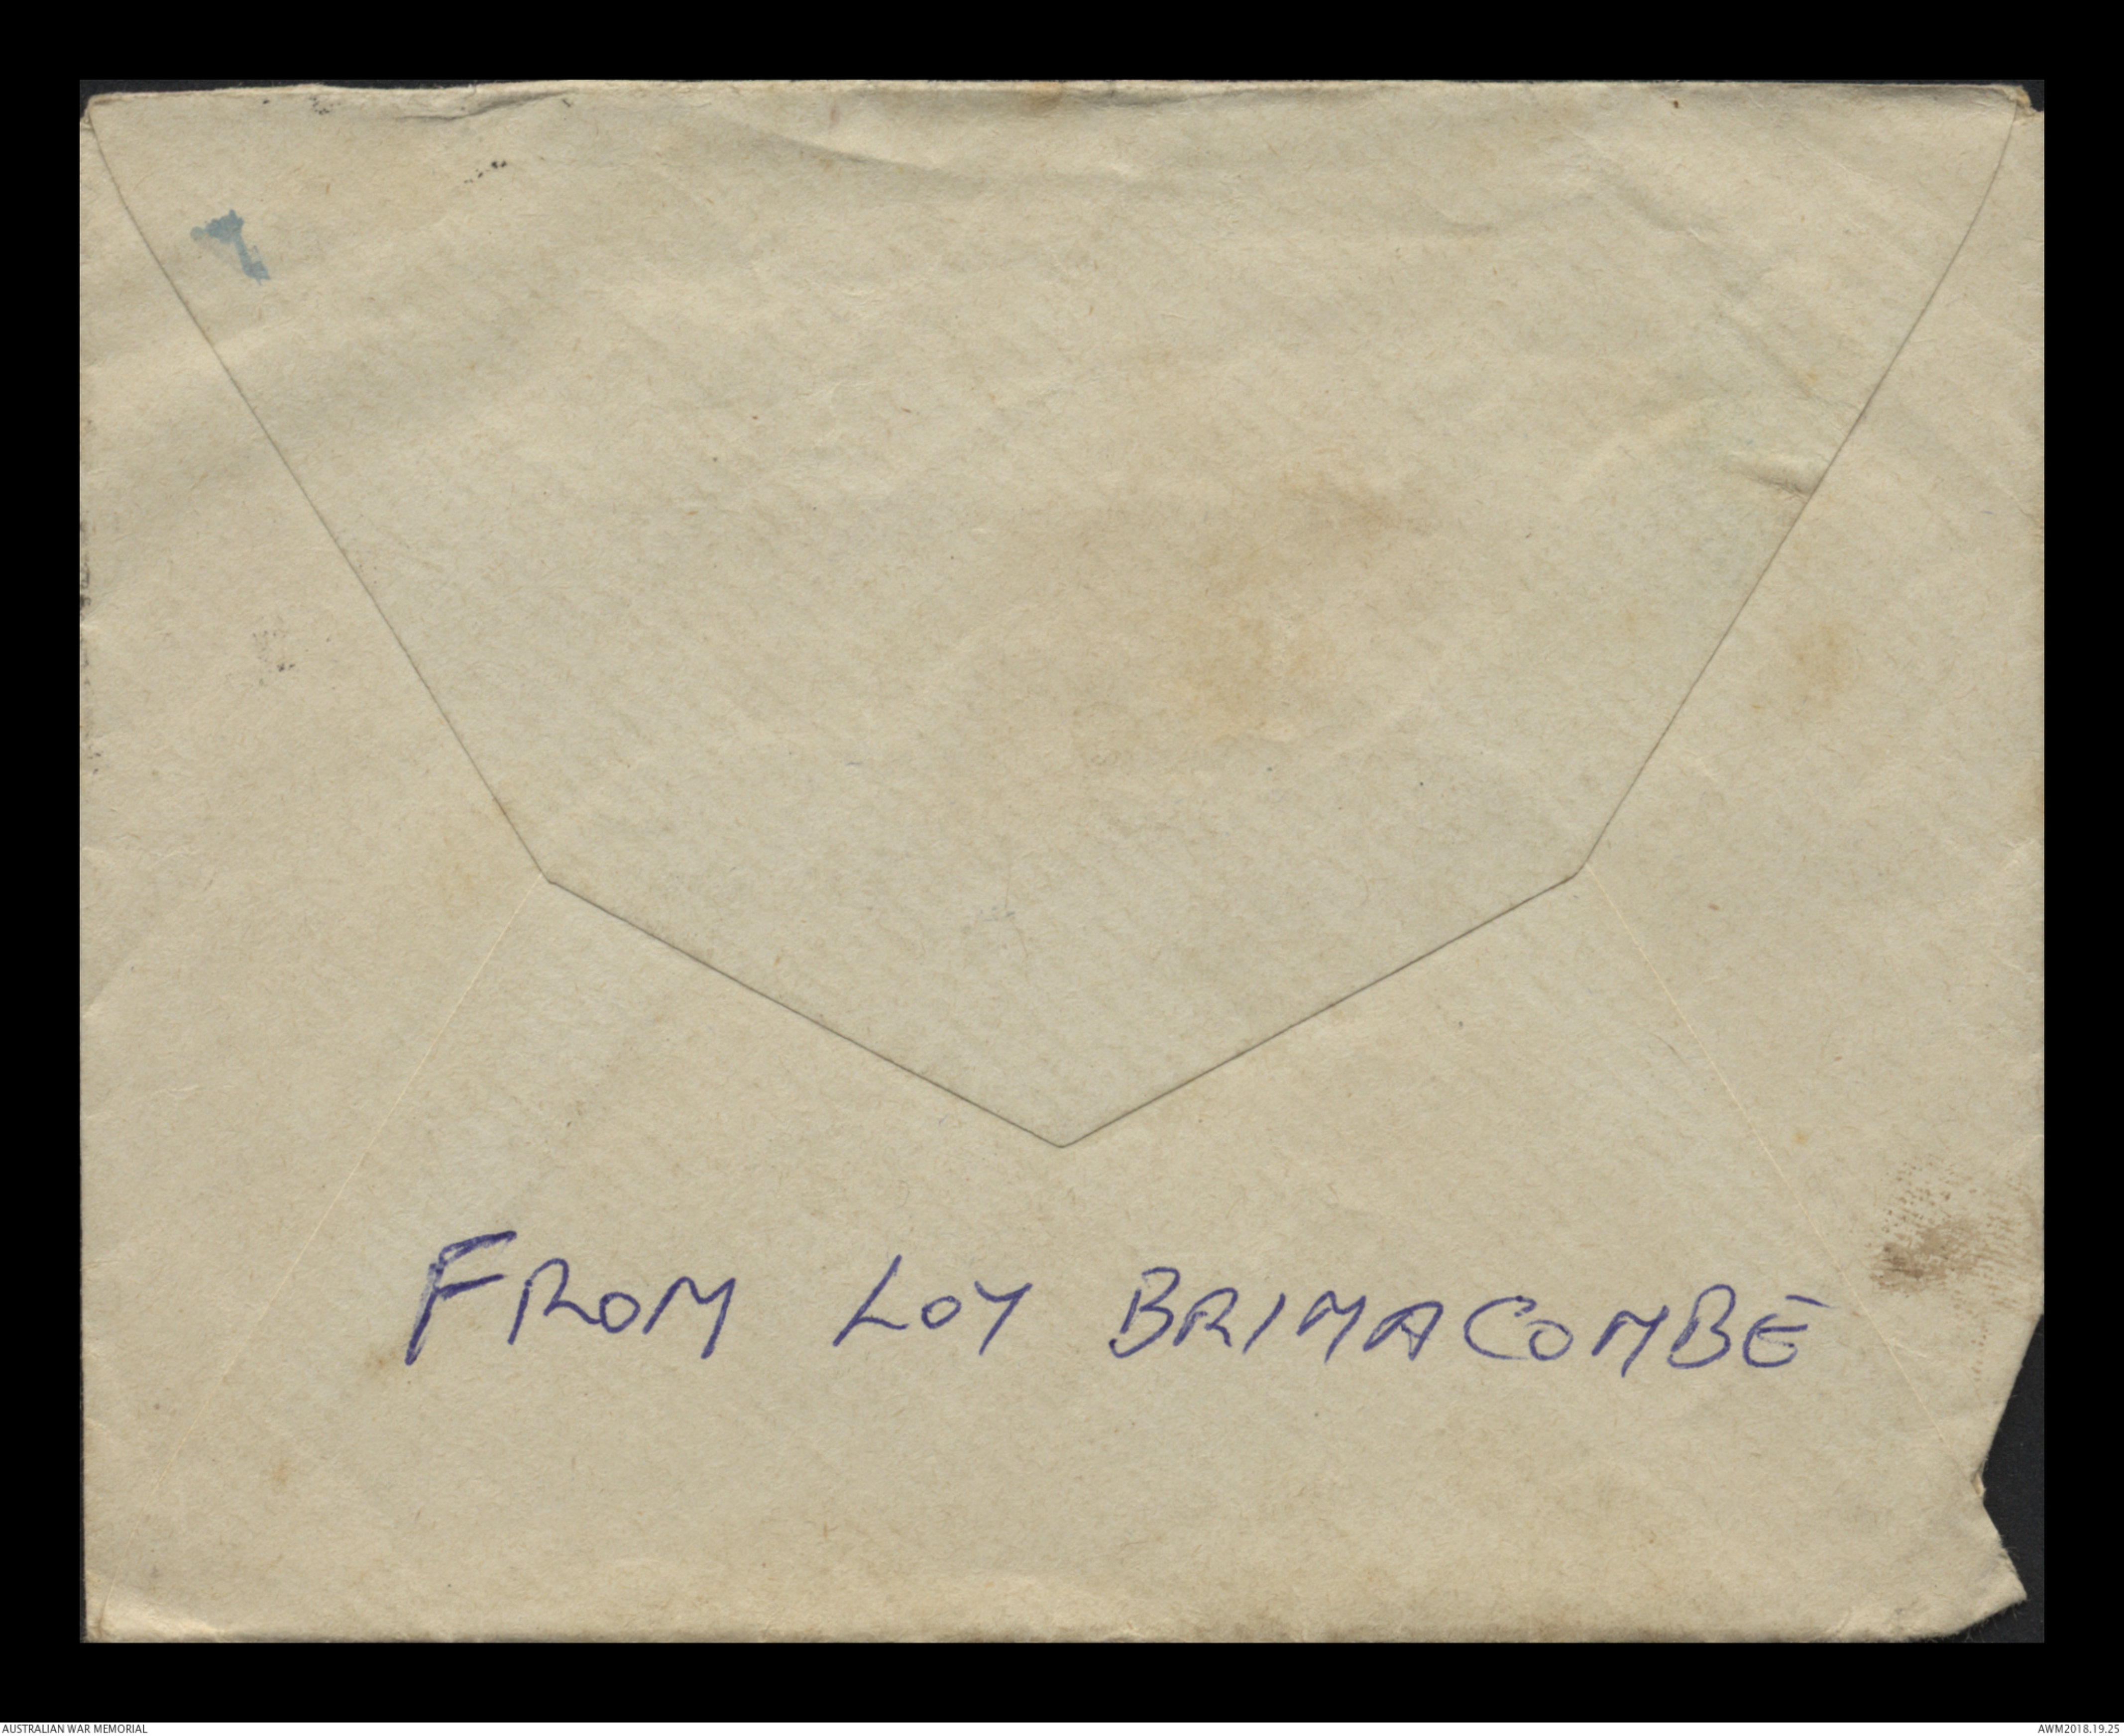 FROM LOY BRIMACOMBE
AUSTRALIAN WAR MEMORIAL
AWM2018.19.25